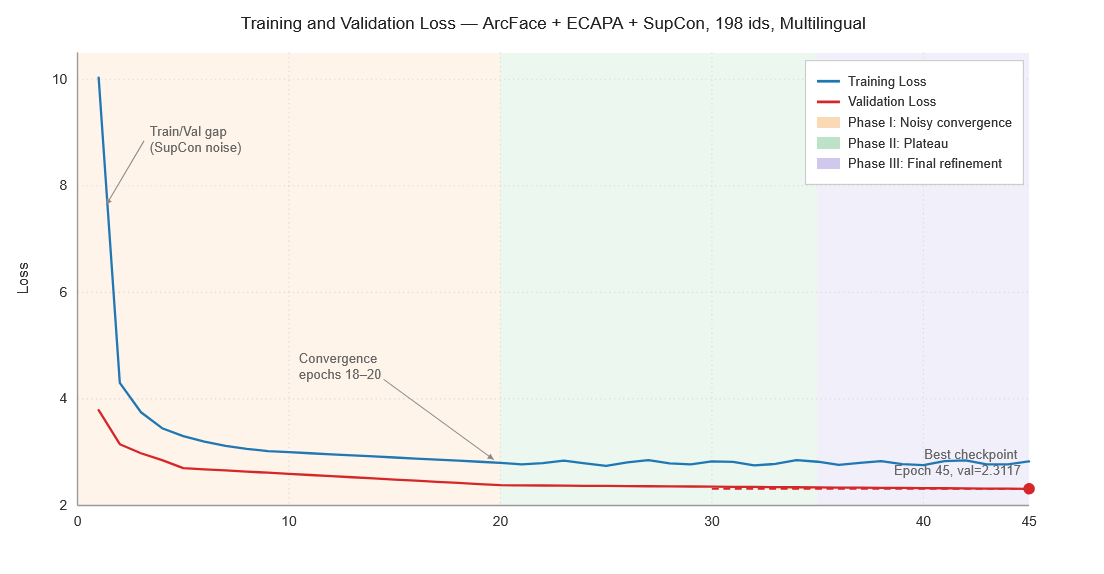 Training and Validation Loss — ArcFace + ECAPA + SupCon, 198 ids, Multilingual
Training Loss
Validation Loss
Phase I: Noisy convergence
Phase II: Plateau
Phase III: Final refinement
Train/Val gap
(SupCon noise)
Convergence
epochs 18–20
Best checkpoint
Epoch 45, val=2.3117
Loss
10
8
6
4
2
0
10
20
30
40
45